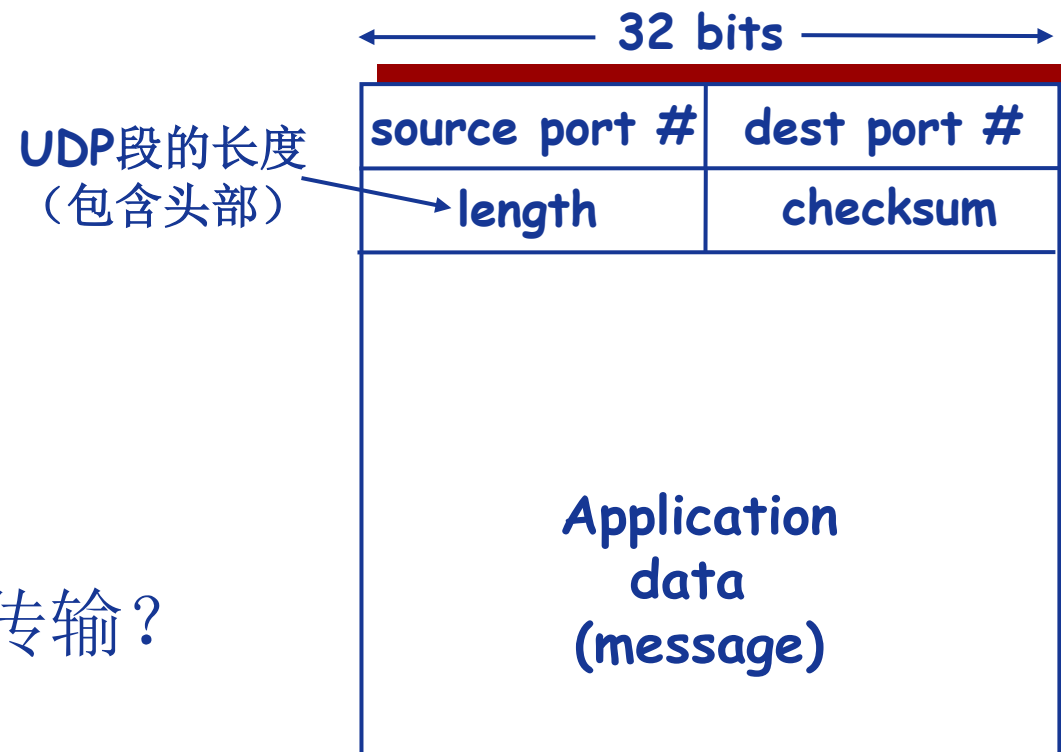 32 bits
UDP段的长度
（包含头部）
source port #
dest port #
length
checksum
Application
data
(message)
传输？